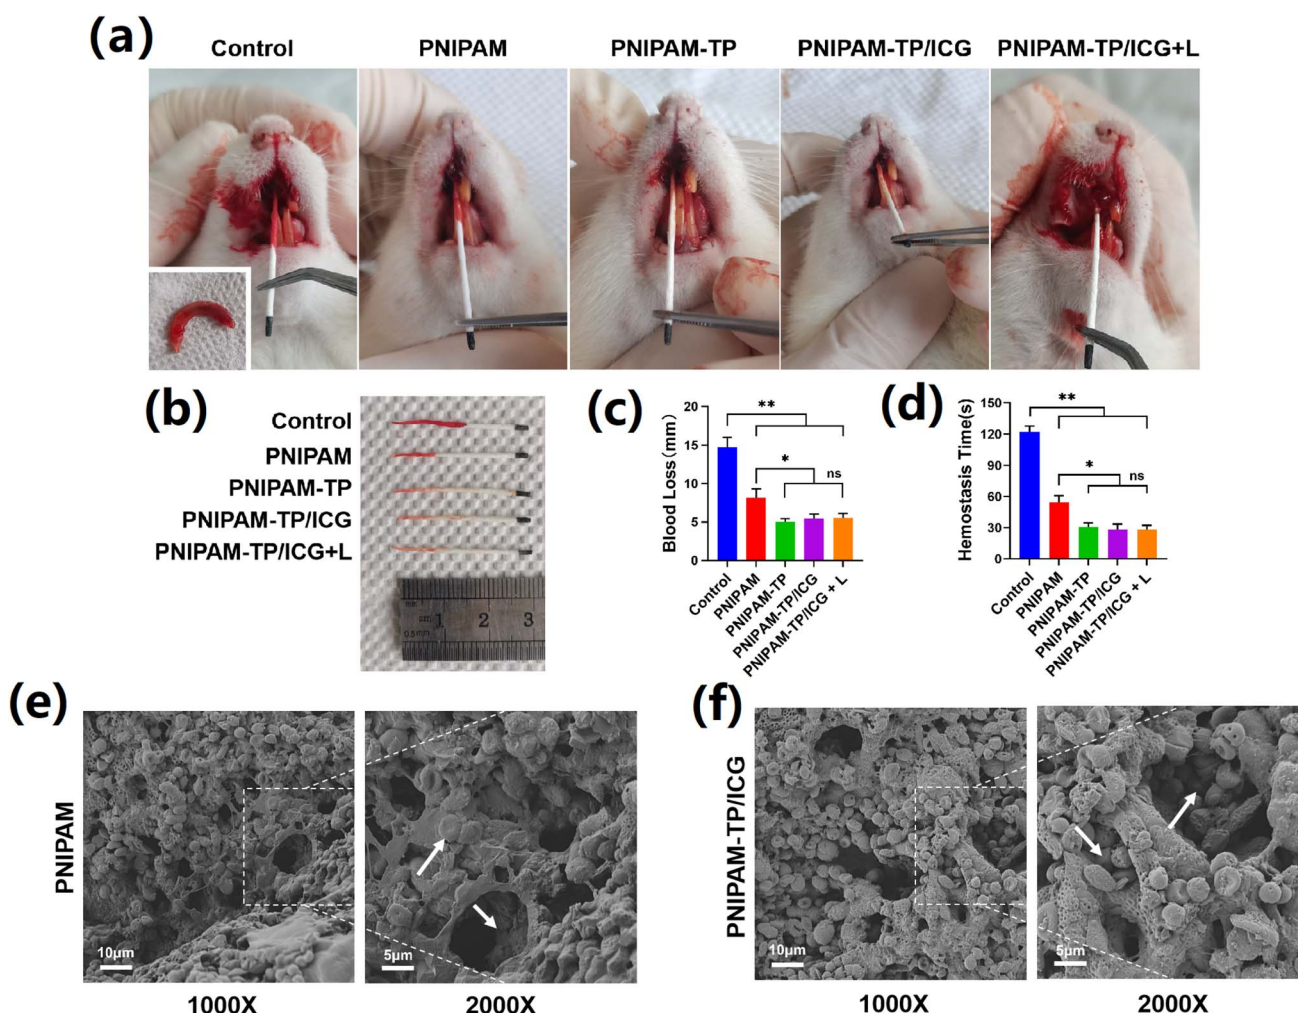 (a)
Control
PNIPAM
PNIPAM-TP
PNIPAM-TP/ICG
PNIPAM-TP/ICG+L
(b)
Control
PNIPAM
PNIPAM-TP
PNIPAM-TP/ICG
PNIPAM-TP/ICG+L
cm
0.5mm
1
2
3
(c)
Blood Loss(mm)
20
15
10
5
0
**
*
ns
Control
PNIPAM
PNIPAM-TP
PNIPAM-TP/ICG
PNIPAM-TP/ICG + L
(d)
Hemostasis Time(s)
150
120
90
60
30
0
**
*
ns
Control
PNIPAM
PNIPAM-TP
PNIPAM-TP/ICG
PNIPAM-TP/ICG + L
(e)
PNIPAM
10μm
5μm
1000X
2000X
(f)
PNIPAM-TP/ICG
10μm
5μm
1000X
2000X